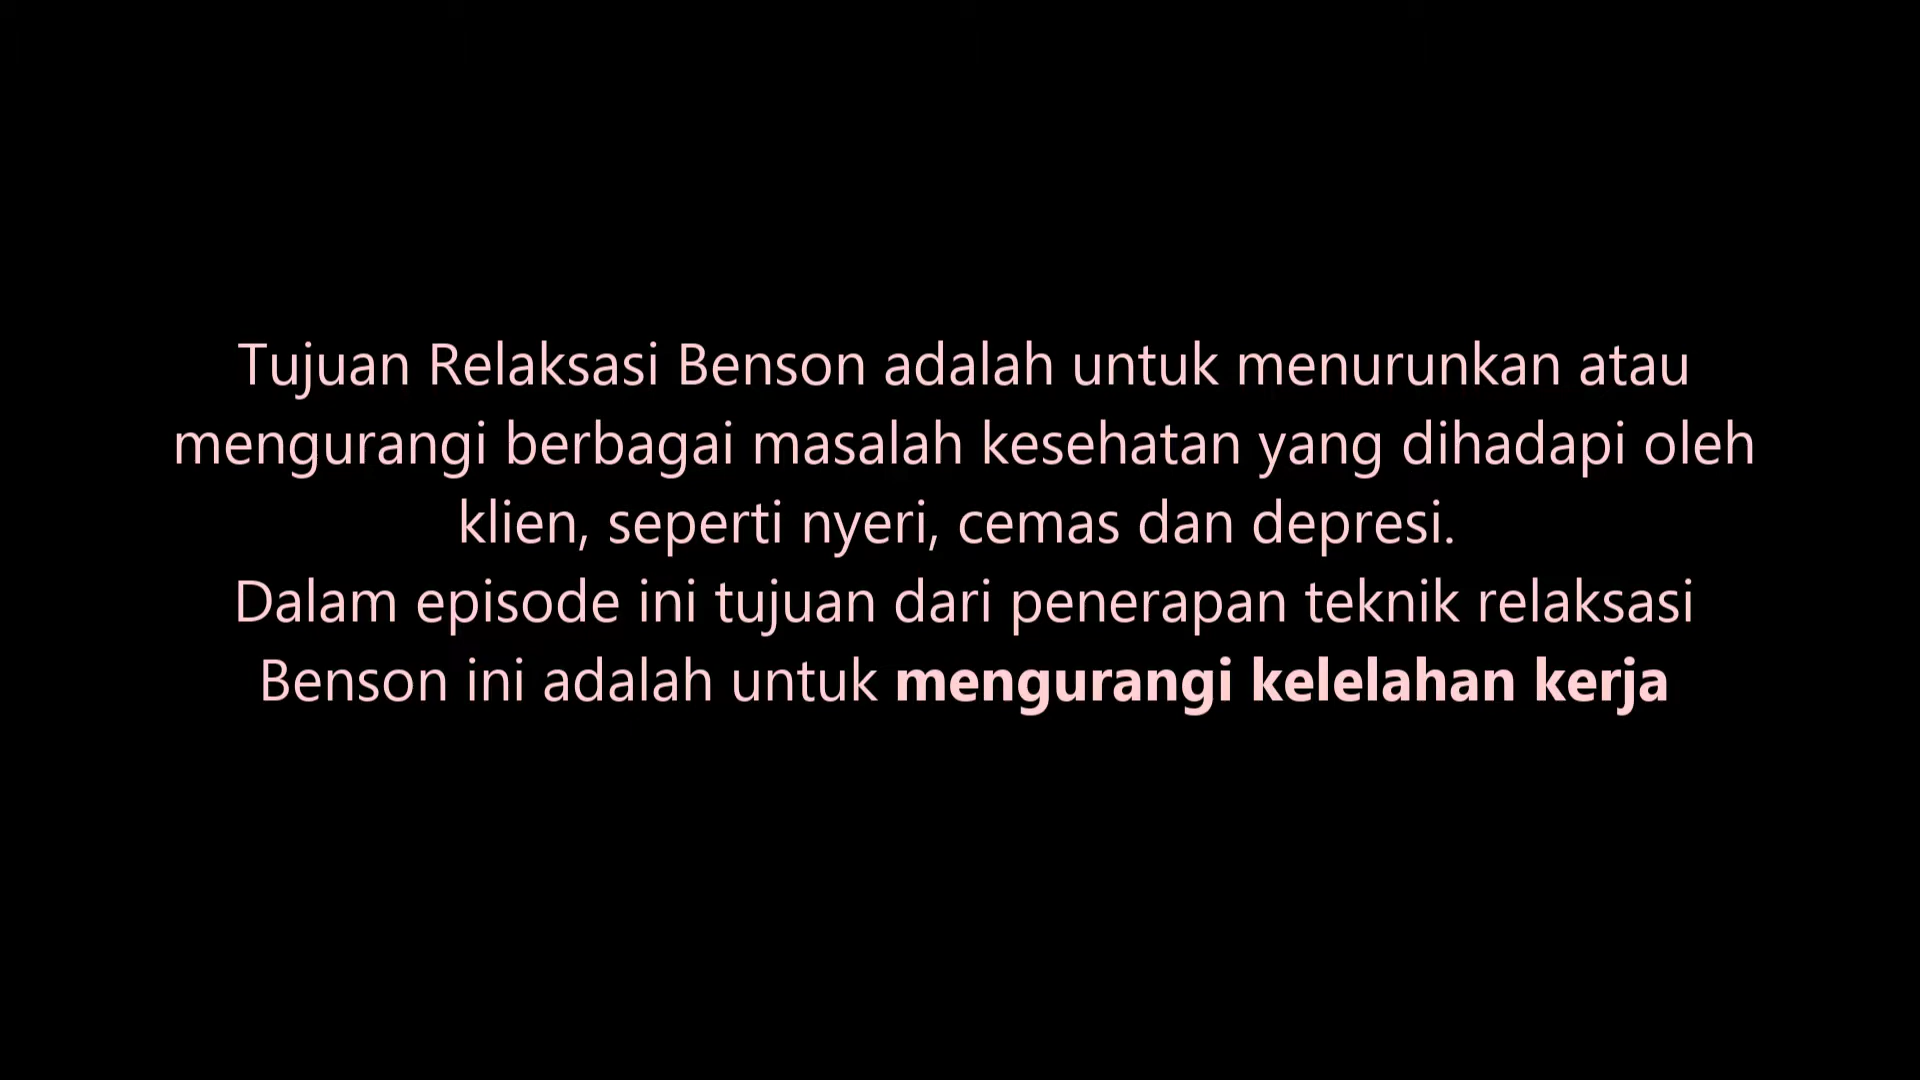 Tujuan Relaksasi Benson adalah untuk menurunkan atau
mengurangi berbagai masalah kesehatan yang dihadapi oleh
klien, seperti nyeri, cemas dan depresi.
Dalam episode ini tujuan dari penerapan teknik relaksasi
Benson ini adalah untuk mengurangi kelelahan kerja